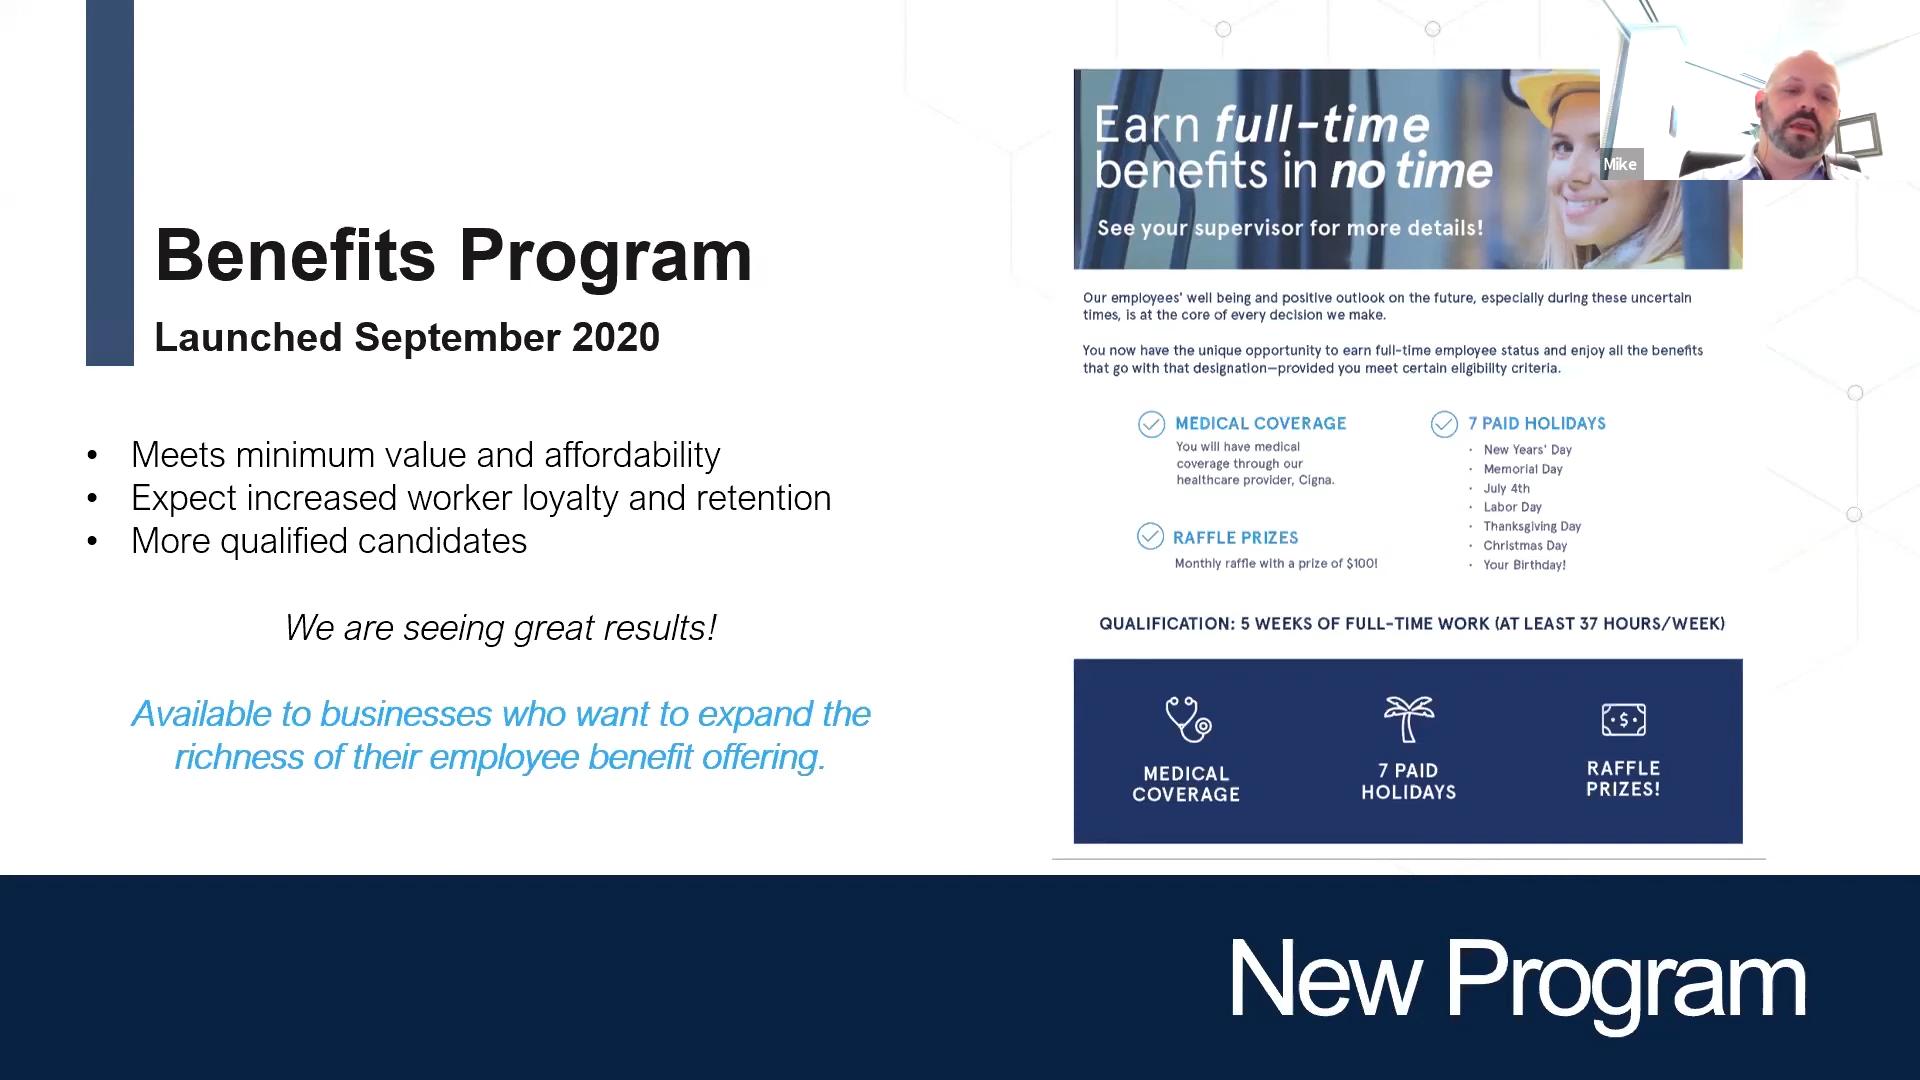 Benefits Program
Launched September 2020
• Meets minimum value and affordability
• Expect increased worker loyalty and retention
• More qualified candidates
We are seeing great results!
Available to businesses who want to expand the
richness of their employee benefit offering.
Earn full-time
benefits in no time
See your supervisor for more details!
Mike
Our employees' well being and positive outlook on the future, especially during these uncertain
times, is at the core of every decision we make.
You now have the unique opportunity to earn full-time employee status and enjoy all the benefits
that go with that designation—provided you meet certain eligibility criteria.
MEDICAL COVERAGE
You will have medical
coverage through our
healthcare provider, Cigna.
RAFFLE PRIZES
Monthly raffle with a prize of $100!
7 PAID HOLIDAYS
· New Years' Day
· Memorial Day
· July 4th
· Labor Day
· Thanksgiving Day
· Christmas Day
· Your Birthday!
QUALIFICATION: 5 WEEKS OF FULL-TIME WORK (AT LEAST 37 HOURS/WEEK)
MEDICAL
COVERAGE
7 PAID
HOLIDAYS
$
RAFFLE
PRIZES!
New Program